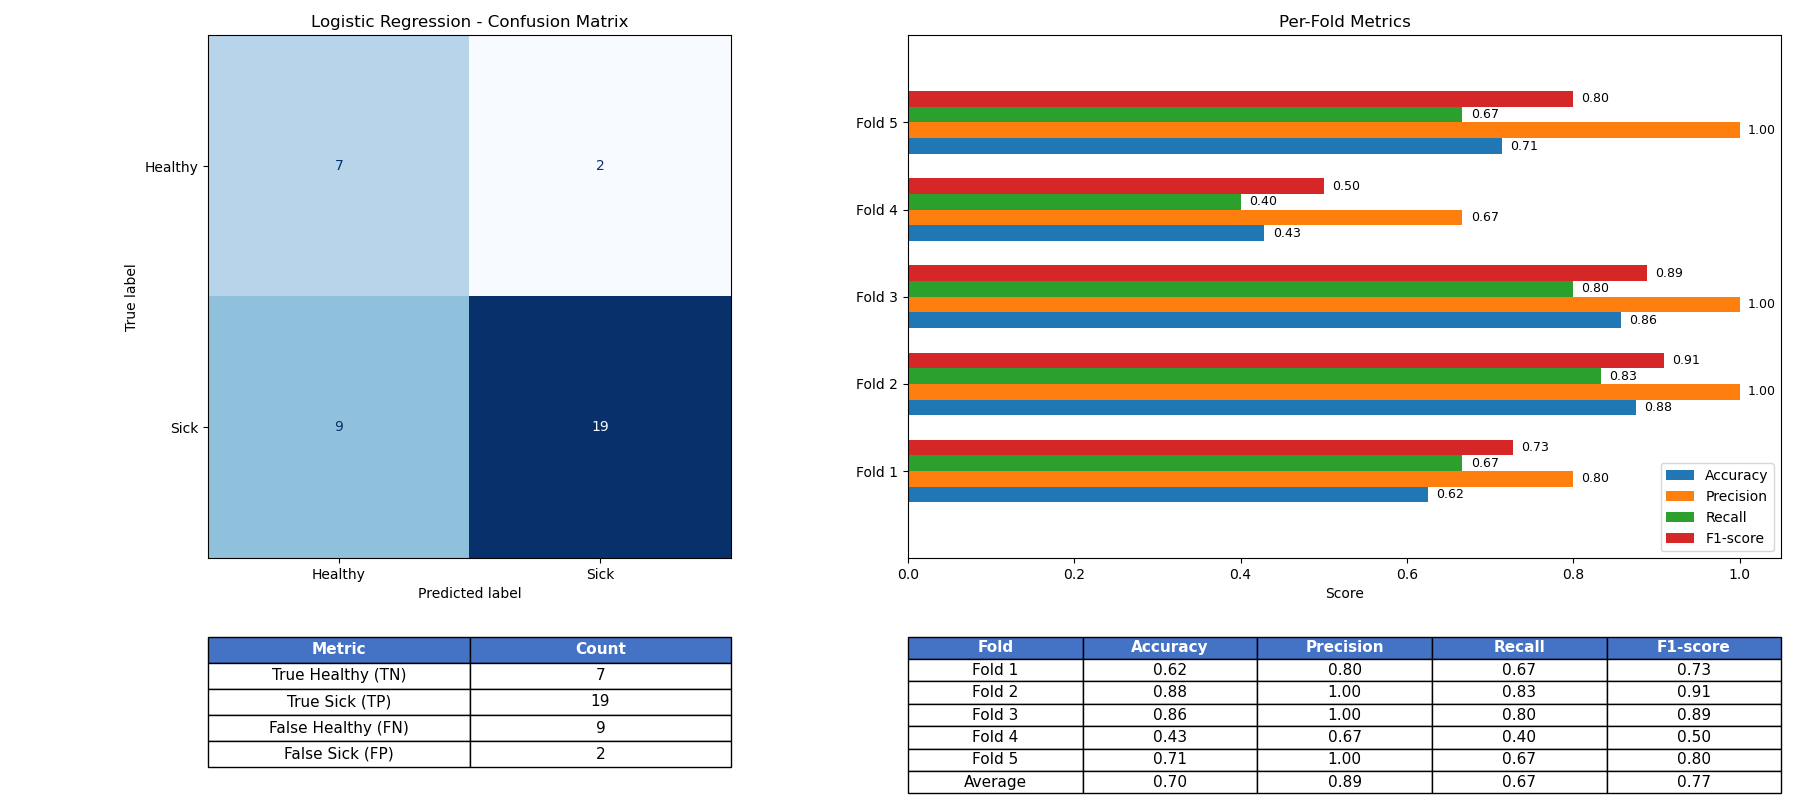 Logistic Regression - Confusion Matrix
True label
Healthy
7
2
Sick
9
19
Healthy
Sick
Predicted label
Metric Count
True Healthy (TN) 7
True Sick (TP) 19
False Healthy (FN) 9
False Sick (FP) 2
Per-Fold Metrics
Fold 5
0.80
0.67
1.00
0.71
Fold 4
0.50
0.40
0.67
0.43
Fold 3
0.89
0.80
1.00
0.86
Fold 2
0.91
0.83
1.00
0.88
Fold 1
0.73
0.67
0.80
0.62
Accuracy
Precision
Recall
F1-score
0.0 0.2 0.4 0.6 0.8 1.0
Score
Fold Accuracy Precision Recall F1-score
Fold 1 0.62 0.80 0.67 0.73
Fold 2 0.88 1.00 0.83 0.91
Fold 3 0.86 1.00 0.80 0.89
Fold 4 0.43 0.67 0.40 0.50
Fold 5 0.71 1.00 0.67 0.80
Average 0.70 0.89 0.67 0.77